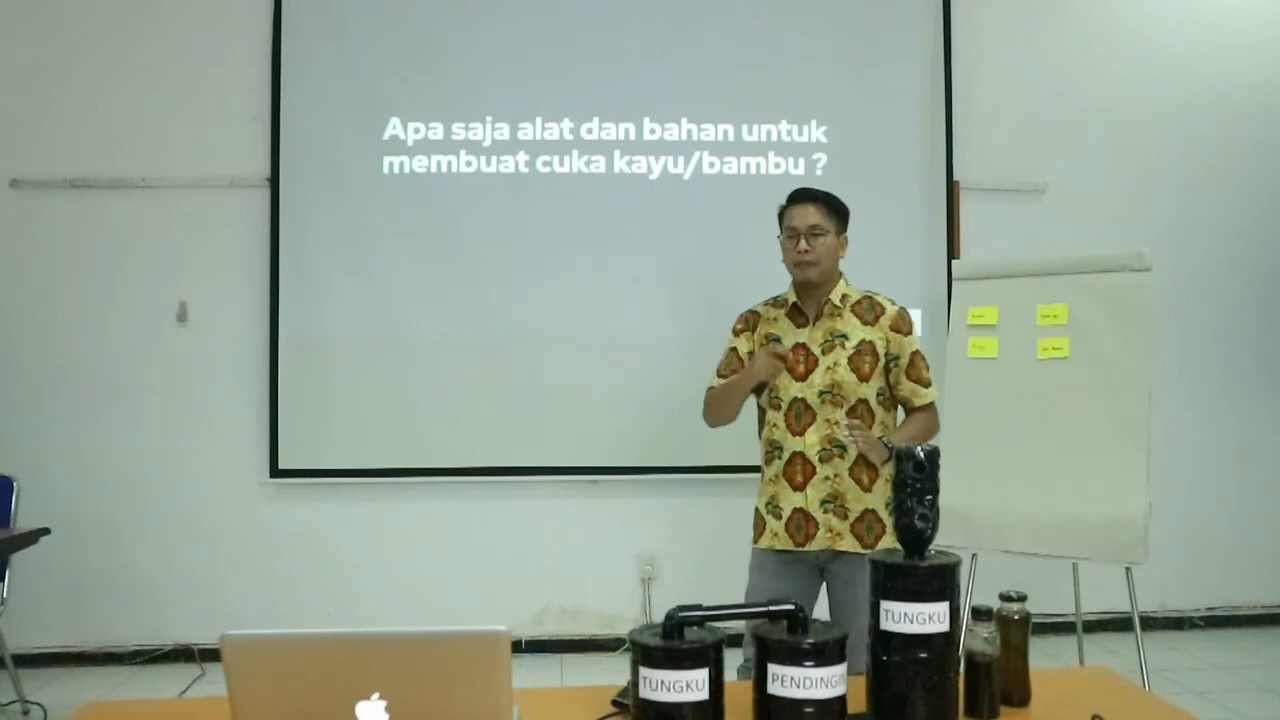 Apa saja alat dan bahan untuk
membuat cuka kayu/bambu ?
TUNGKU
PENDINGIN
TUNGKU